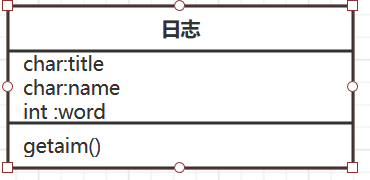 日志
char:title
char:name
int :word
getaim()